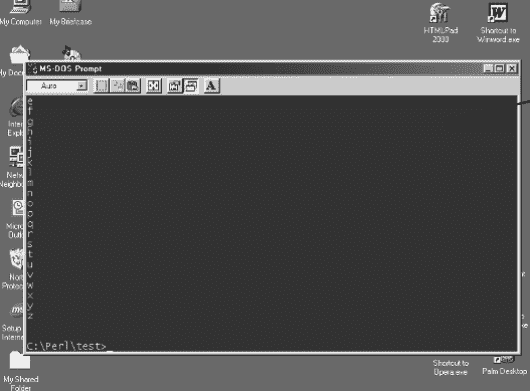 My Computer
My Briefcase
HTMLPad
2000
Shortcut to
Winword.exe
MS-DOS Prompt
Auto
A
e
f
g
h
i
j
k
l
m
n
o
p
q
r
s
t
u
v
w
x
y
z
C:\Perl\test>_
Shortcut to
Opera.exe
Palm Desktop
My Shared
Folder